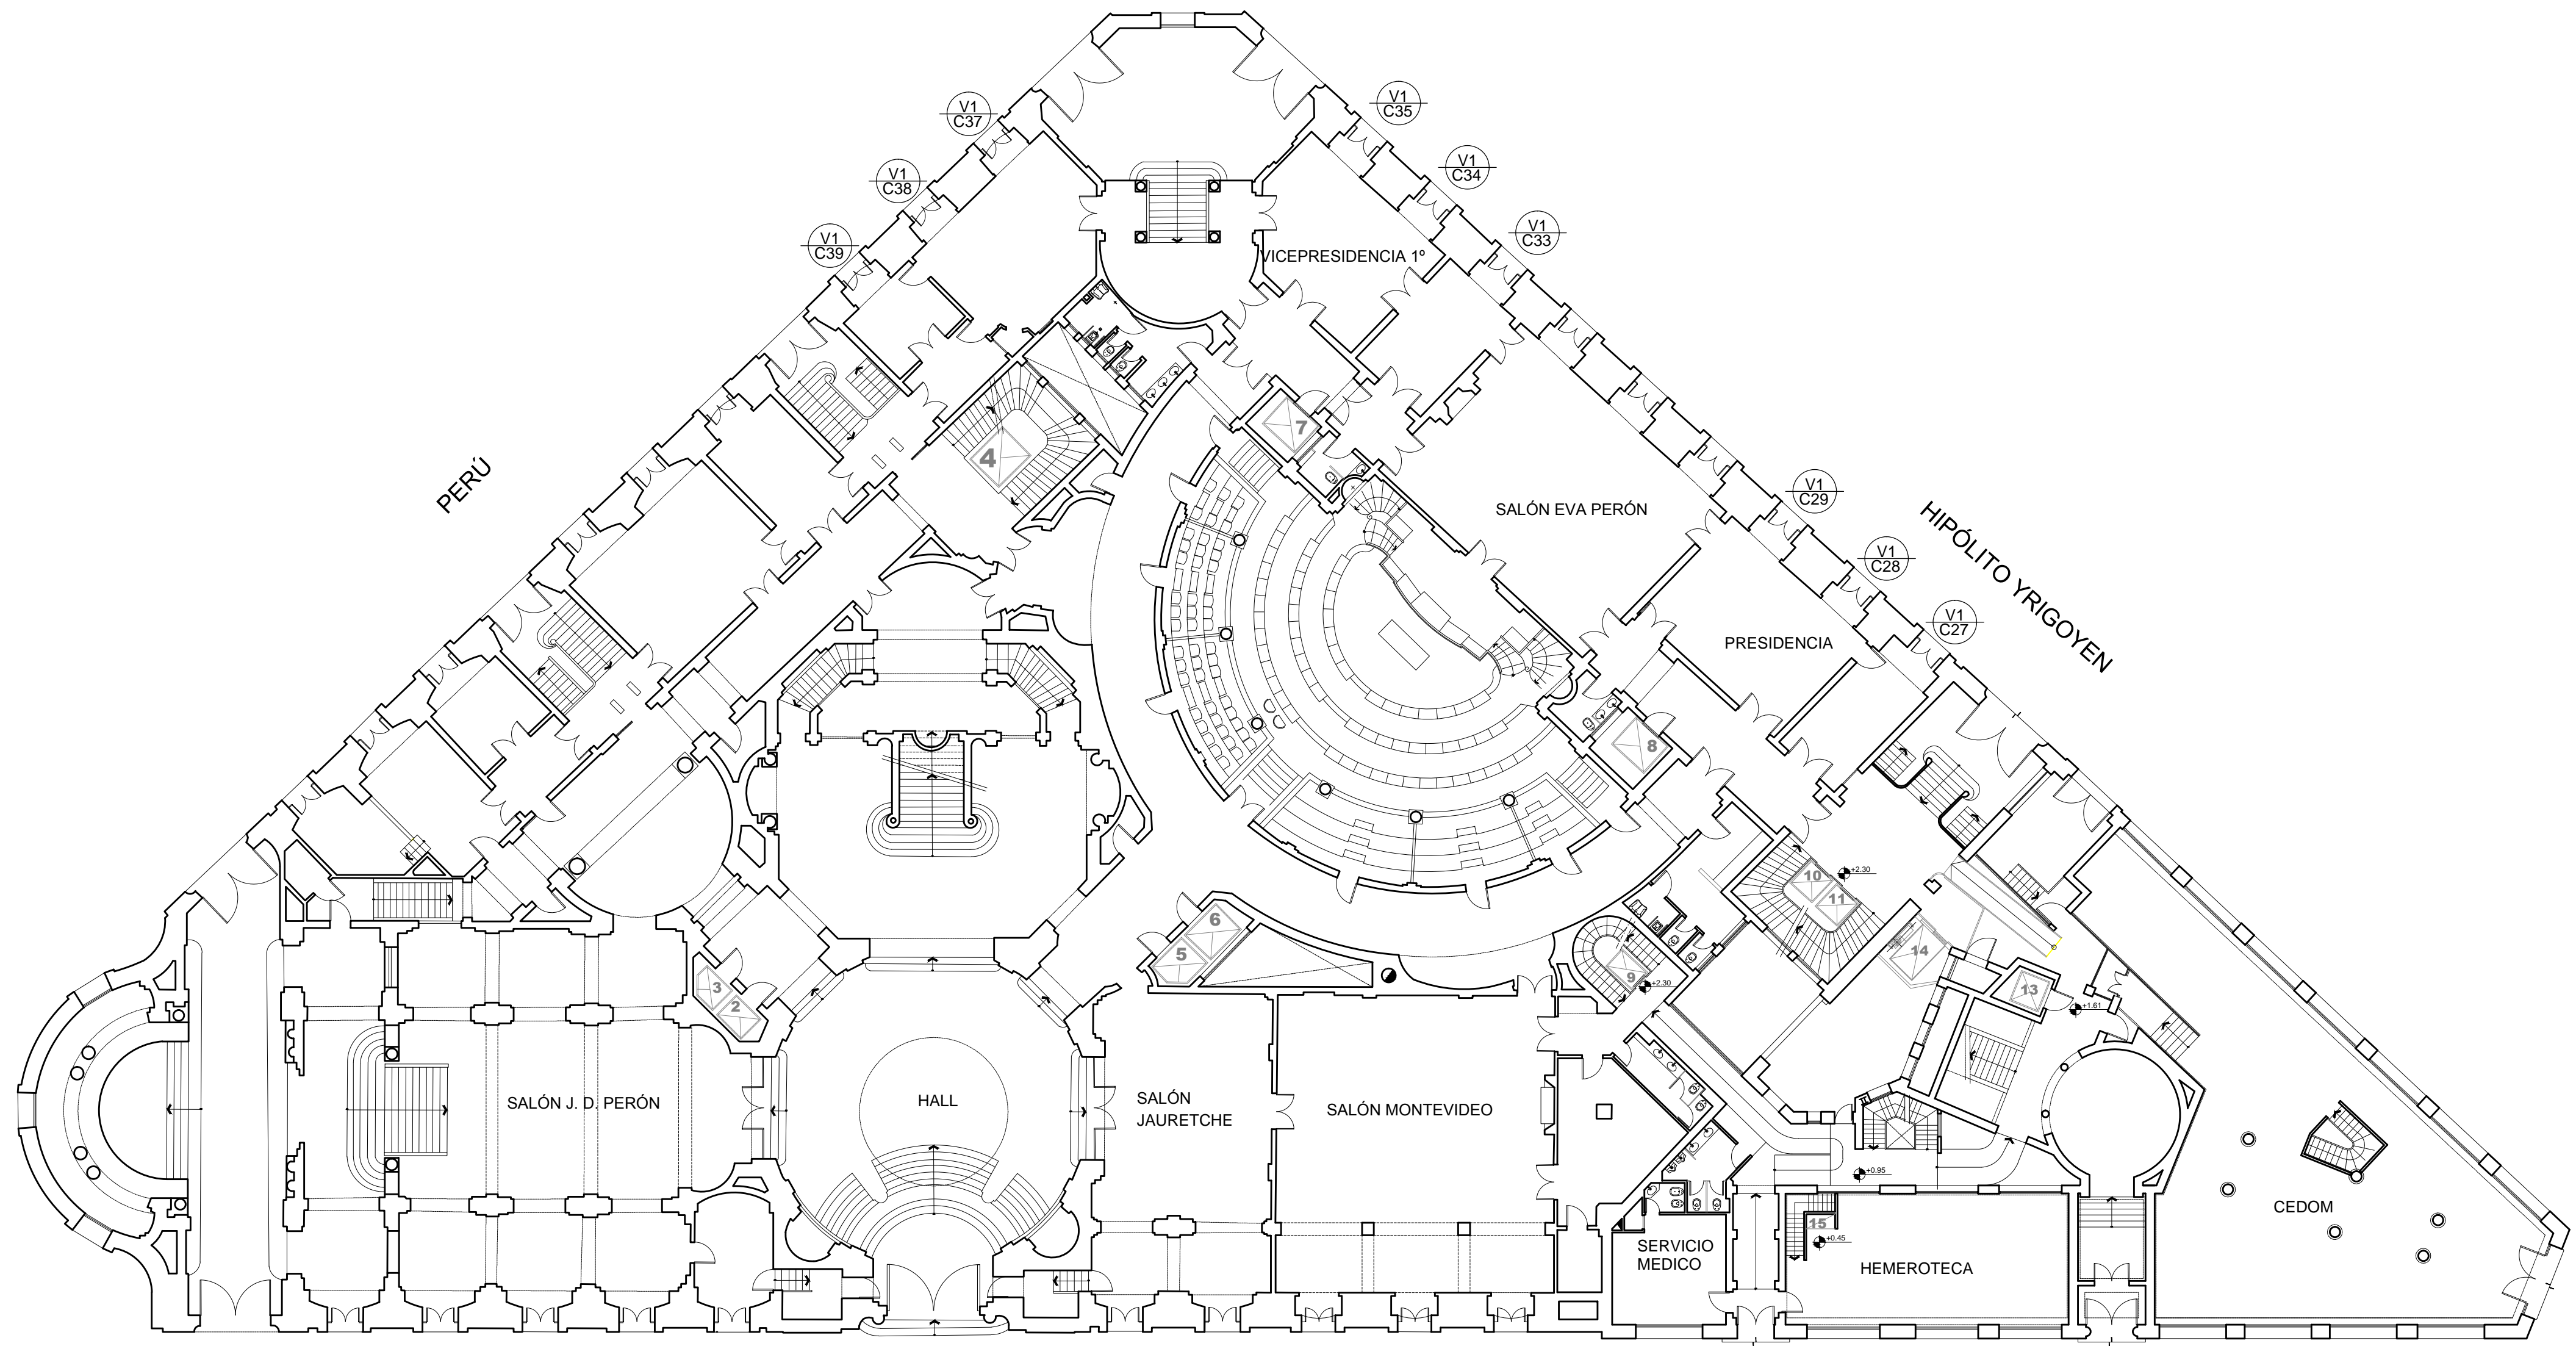 V1
C37
V1
C35
V1
C38
V1
C34
V1
C39
V1
C33
VICEPRESIDENCIA 1º
PERÚ
4
7
V1
C29
SALÓN EVA PERÓN
HIPÓLITO YRIGOYEN
V1
C28
V1
C27
PRESIDENCIA
8
10
+2.30
11
6
5
14
9
+2.30
3
2
13
+1.61
SALÓN J. D. PERÓN
HALL
SALÓN
JAURETCHE
SALÓN MONTEVIDEO
+0.95
CEDOM
15
+0.45
SERVICIO
MEDICO
HEMEROTECA